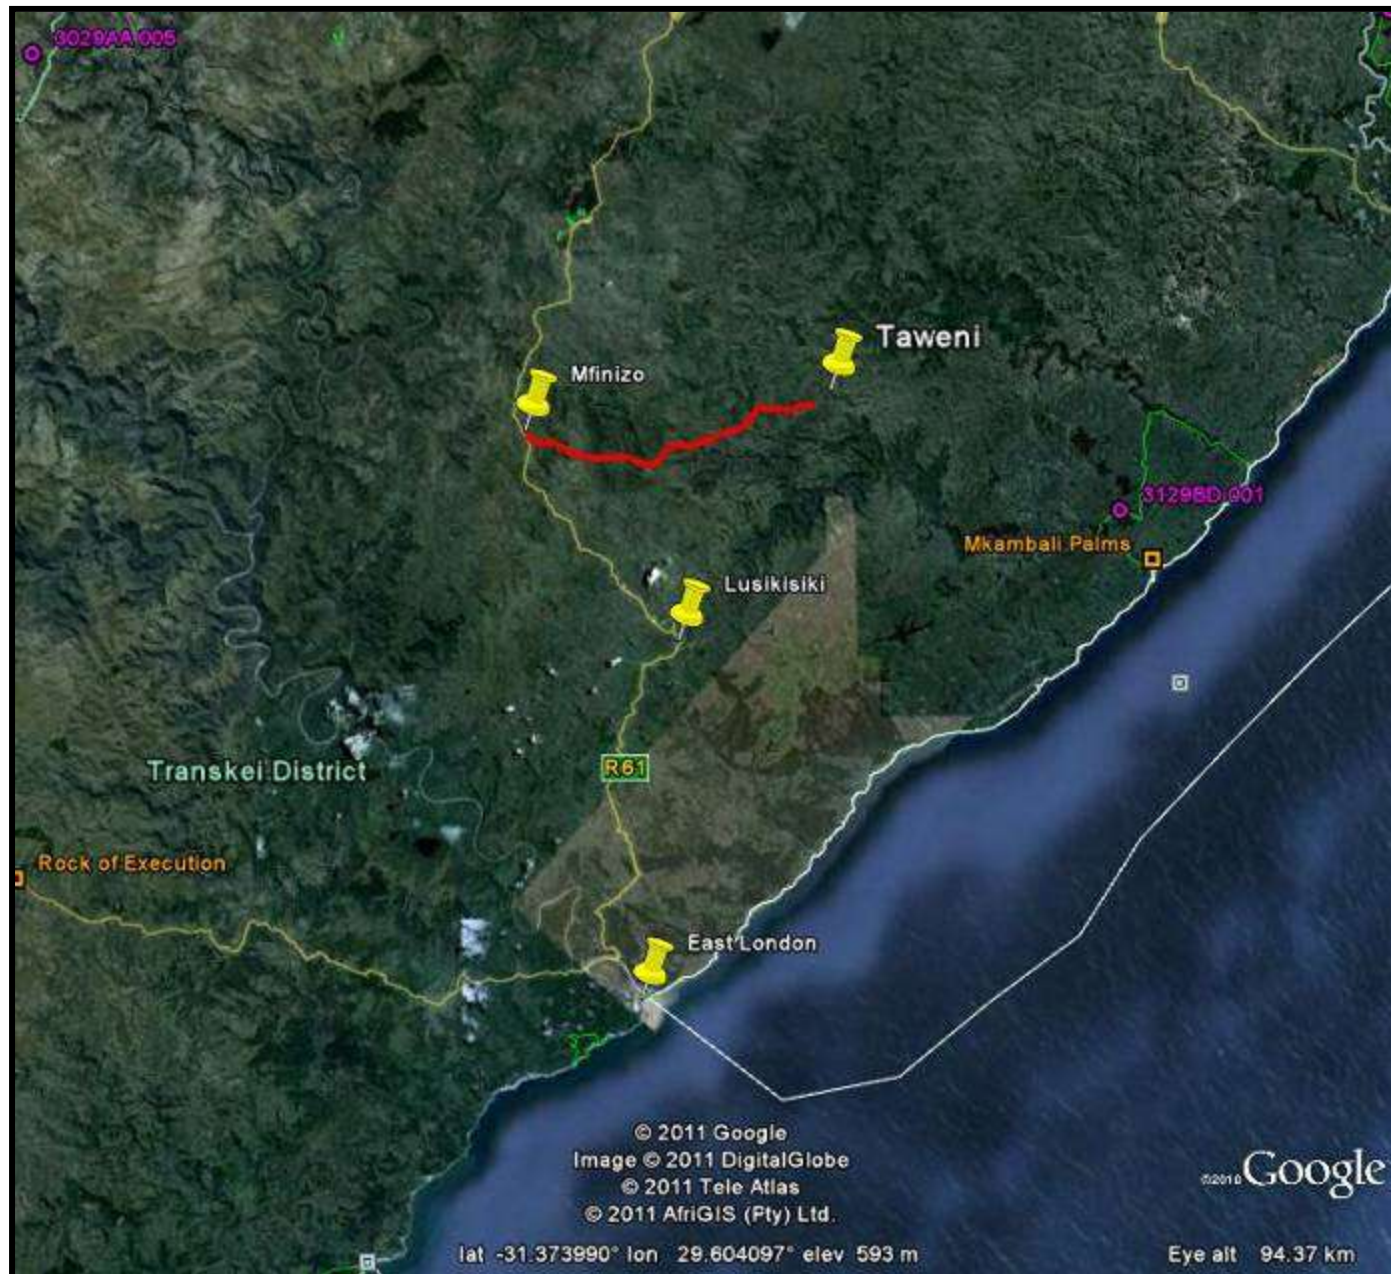 3029AA 005
Taweni
Mfinizo
3129BD 001
Mkambali Palms
Lusikisiki
R61
Transkei District
Rock of Execution
East London
© 2011 Google
Image © 2011 DigitalGlobe
© 2011 Tele Atlas
© 2011 AfriGIS (Pty) Ltd.
©2010 Google
lat -31.373990° lon 29.604097° elev 593 m
Eye alt 94.37 km